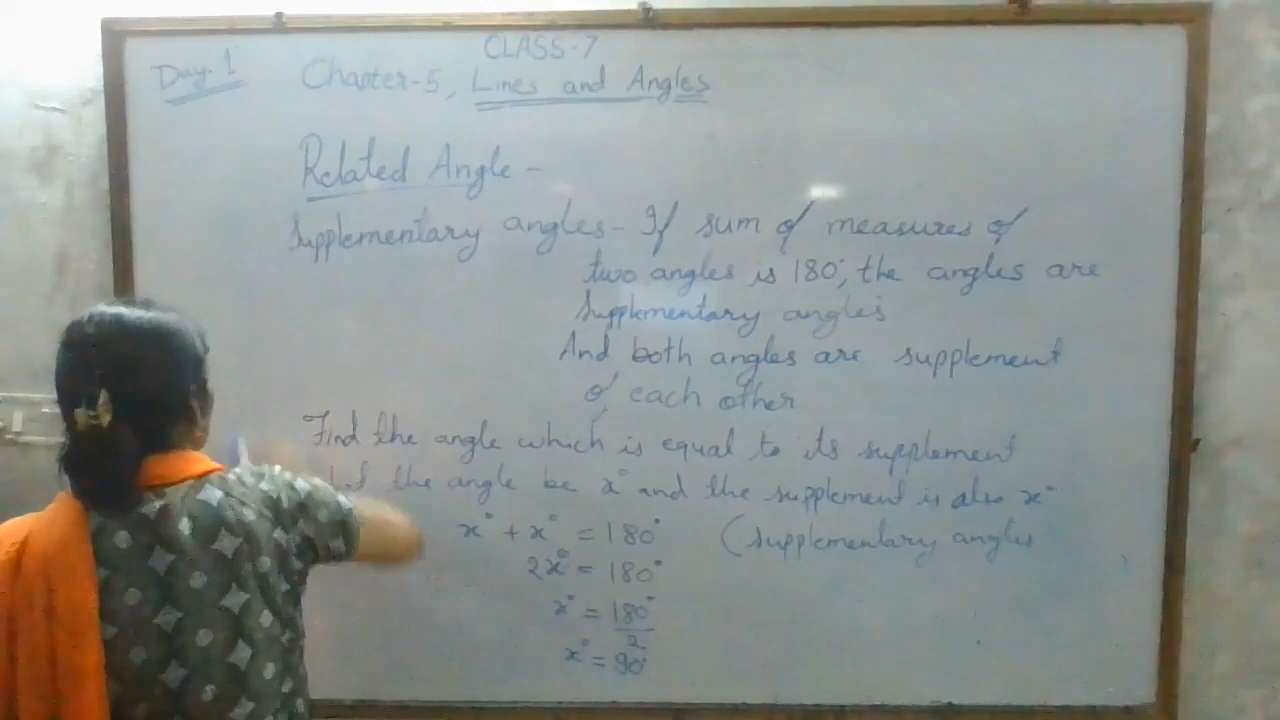 CLASS-7
Day-1
Chapter-5, Lines and Angles
Related Angle -
Supplementary angles - If sum of measures of
two angles is 180°, the angles are
Supplementary angles
And both angles are supplement
of each other
Find the angle which is equal to its supplement
Let the angle be x° and the supplement is also x°
x° + x° = 180° (supplementary angles
2x° = 180°
x° = 180°
2
x° = 90°